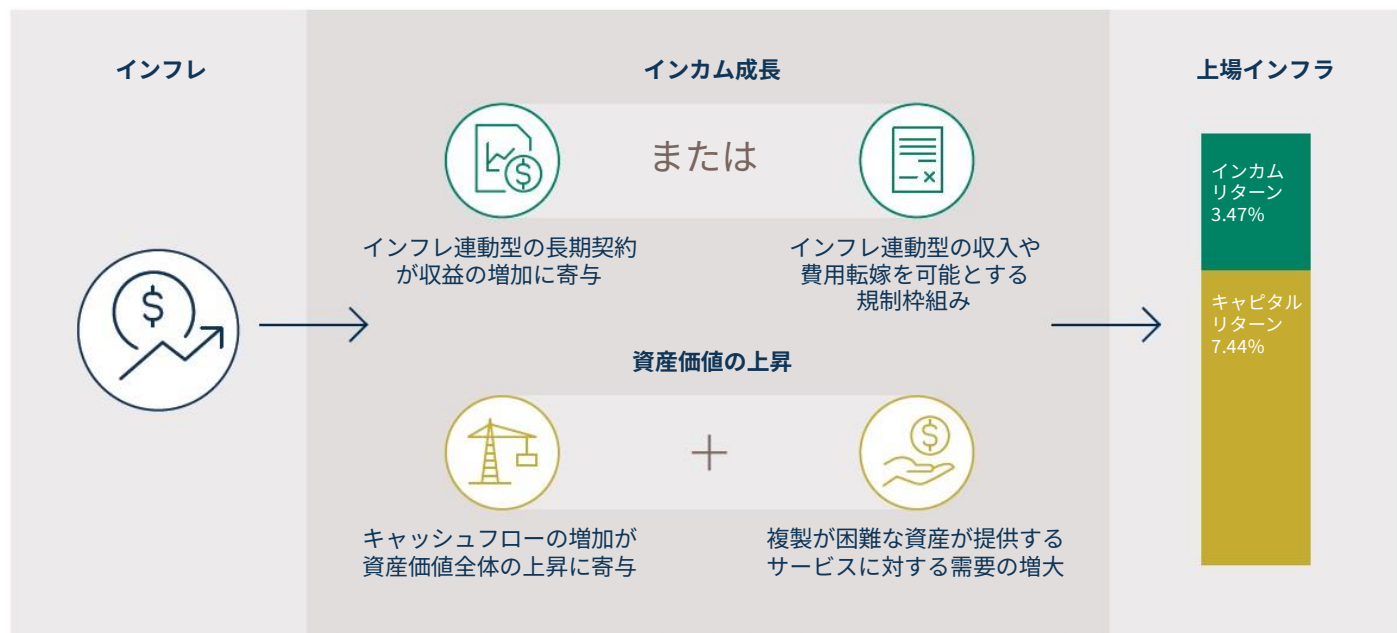 インフレ
インカム成長
または
インフレ連動型の長期契約
が収益の増加に寄与
インフレ連動型の収入や
費用転嫁を可能とする
規制枠組み
資産価値の上昇
+
キャッシュフローの増加が
資産価値全体の上昇に寄与
複製が困難な資産が提供する
サービスに対する需要の増大
上場インフラ
インカム
リターン
3.47%
キャピタル
リターン
7.44%